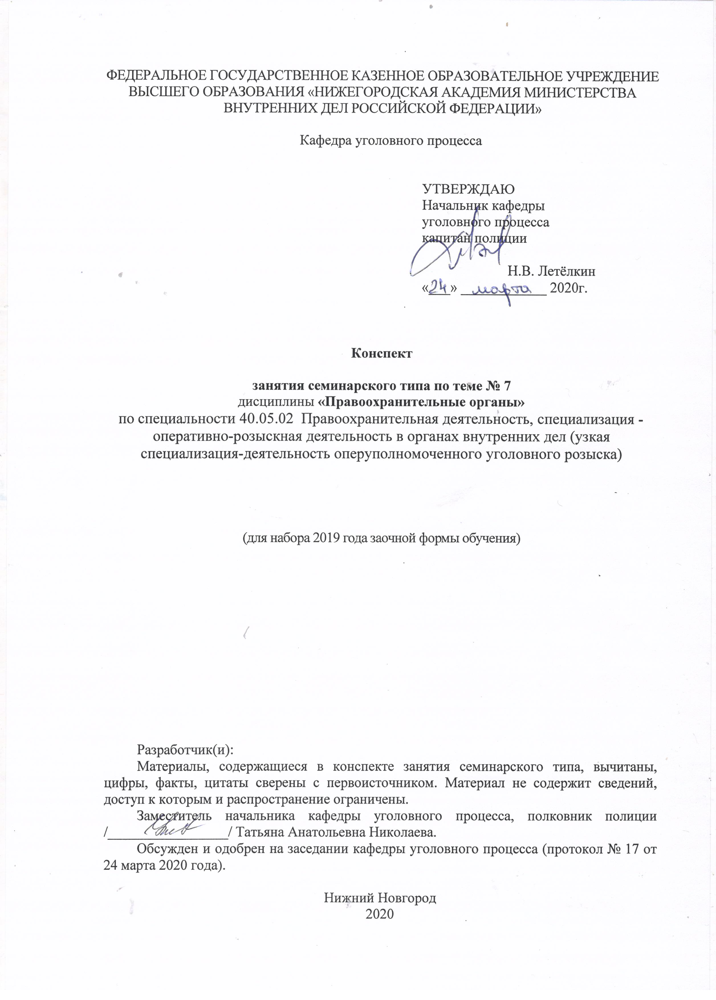 ФЕДЕРАЛЬНОЕ ГОСУДАРСТВЕННОЕ КАЗЕННОЕ ОБРАЗОВАТЕЛЬНОЕ УЧРЕЖДЕНИЕ
ВЫСШЕГО ОБРАЗОВАНИЯ «НИЖЕГОРОДСКАЯ АКАДЕМИЯ МИНИСТЕРСТВА
ВНУТРЕННИХ ДЕЛ РОССИЙСКОЙ ФЕДЕРАЦИИ»
Кафедра уголовного процесса
УТВЕРЖДАЮ
Начальник кафедры
уголовного процесса
капитан полиции
Н.В. Летёлкин
«24» марта 2020г.
Конспект
занятия семинарского типа по теме № 7
дисциплины «Правоохранительные органы»
по специальности 40.05.02 Правоохранительная деятельность, специализация -
оперативно-розыскная деятельность в органах внутренних дел (узкая
специализация-деятельность оперуполномоченного уголовного розыска)
(для набора 2019 года заочной формы обучения)
Разработчик(и):
Материалы, содержащиеся в конспекте занятия семинарского типа, вычитаны,
цифры, факты, цитаты сверены с первоисточником. Материал не содержит сведений,
доступ к которым и распространение ограничены.
Заместитель начальника кафедры уголовного процесса, полковник полиции
/_________________/ Татьяна Анатольевна Николаева.
Обсужден и одобрен на заседании кафедры уголовного процесса (протокол № 17 от
24 марта 2020 года).
Нижний Новгород
2020